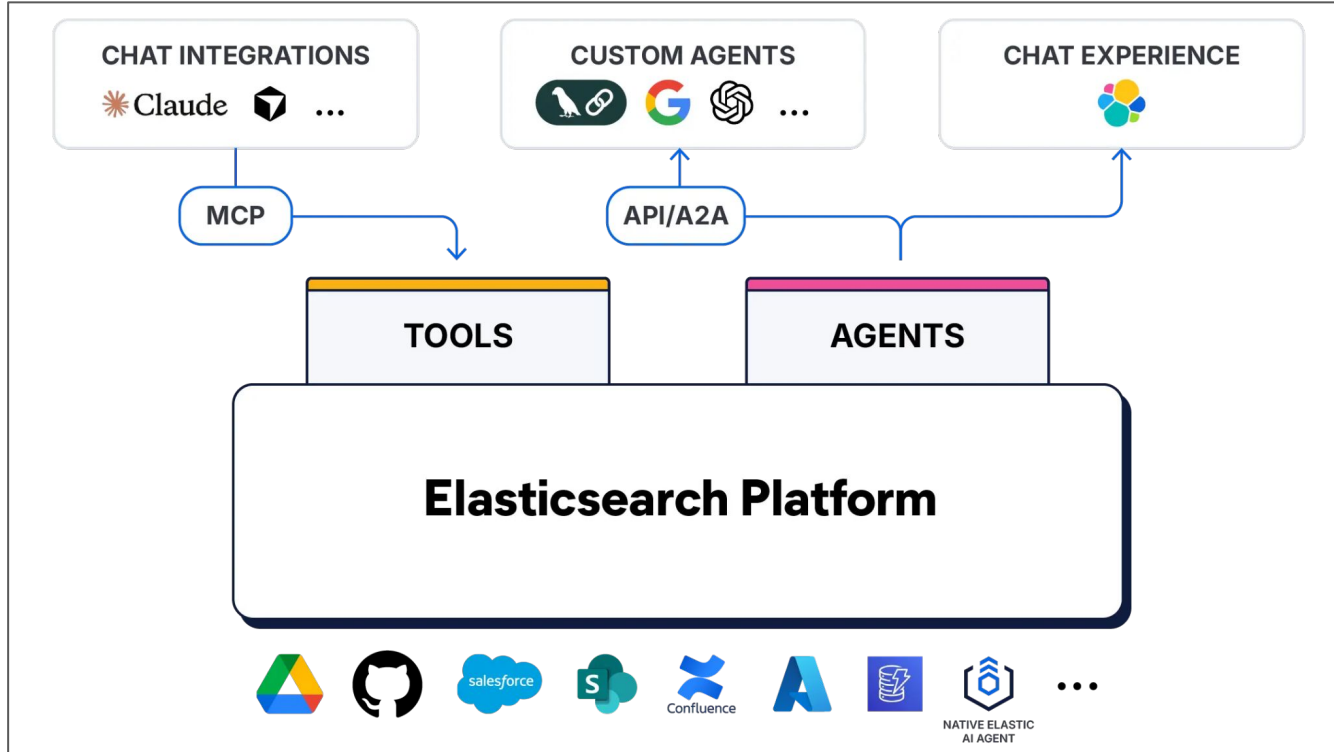 CHAT INTEGRATIONS
Claude
...
CUSTOM AGENTS
...
CHAT EXPERIENCE
MCP
API/A2A
TOOLS
AGENTS
Elasticsearch Platform
salesforce
S
Confluence
NATIVE ELASTIC
AI AGENT
...